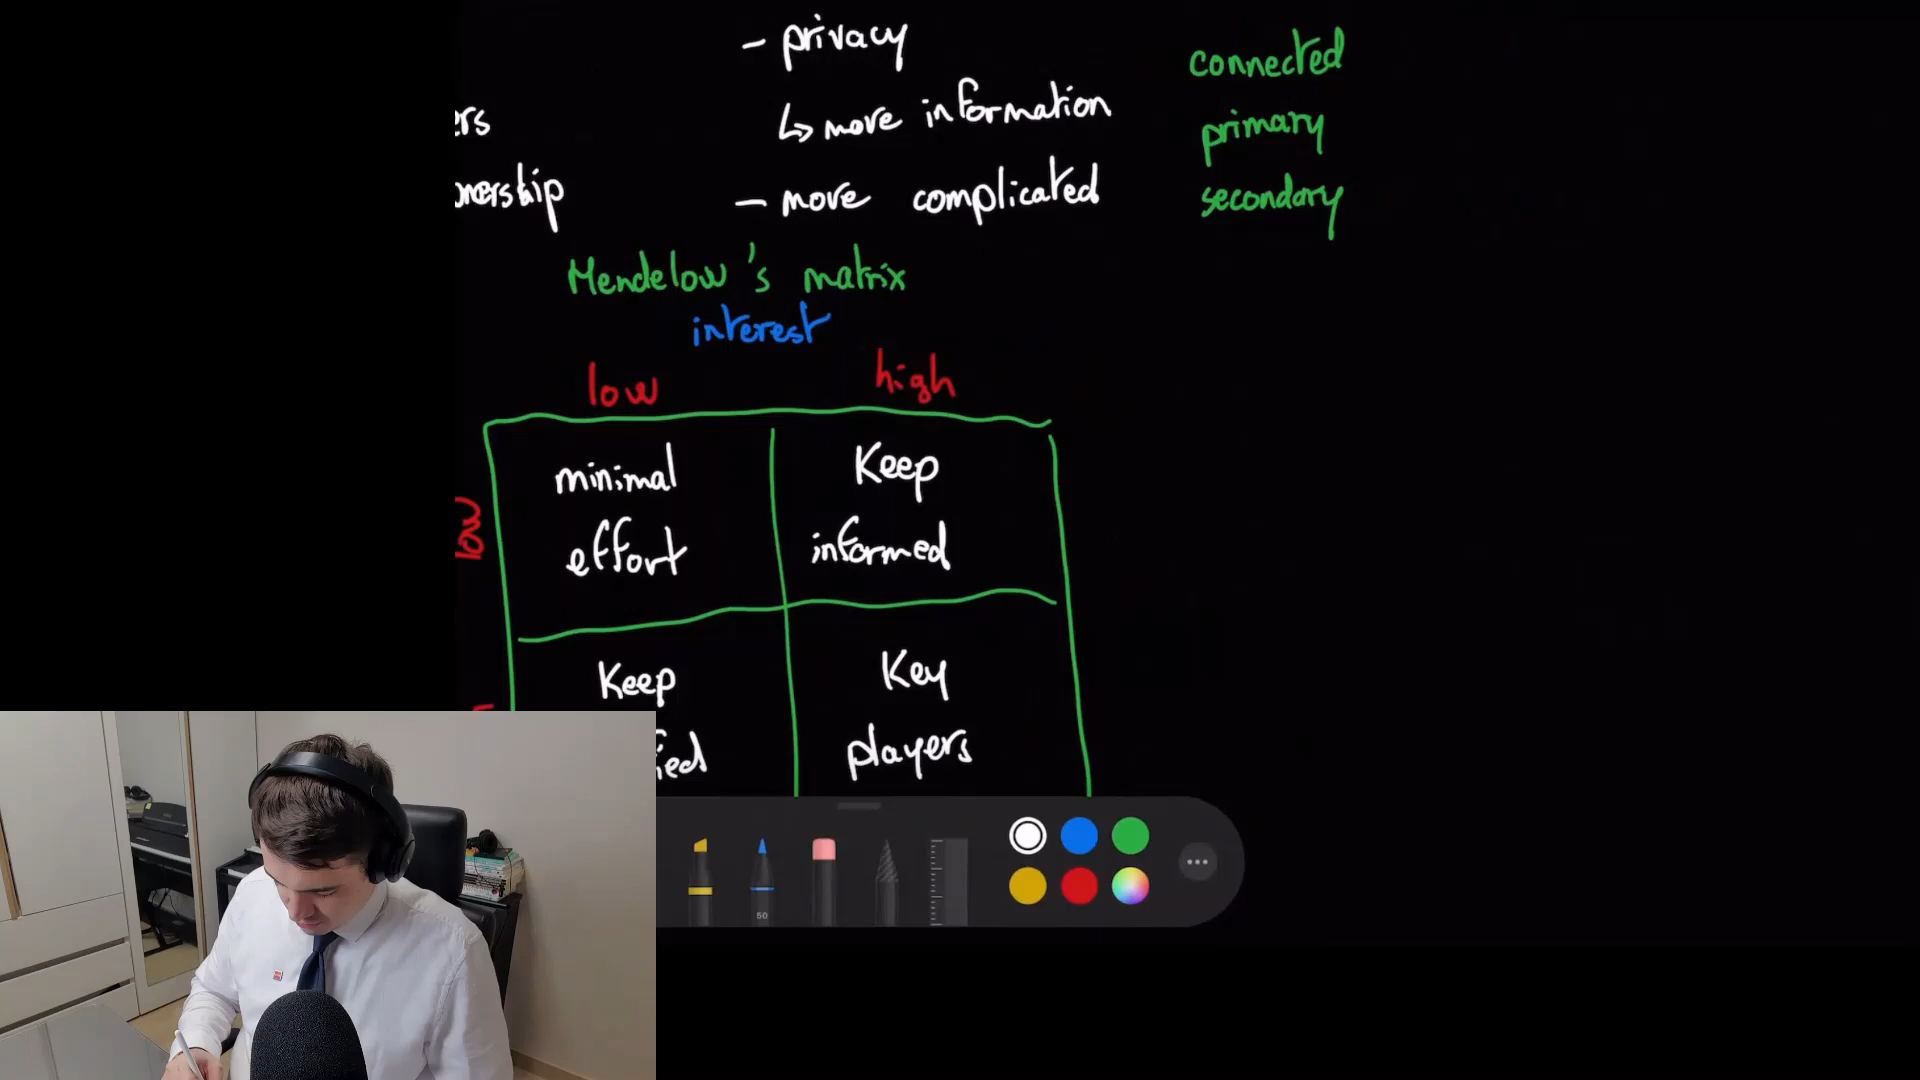 - privacy
↳ more information
- more complicated
connected
primary
secondary
Mendelow's matrix
interest
low high
low
minimal
effort
Keep
informed
Keep
Key
players
50